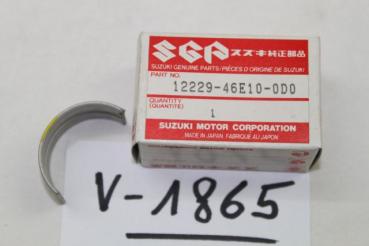 SGP スズキ純正部品
SUZUKI GENUINE PARTS/PIÈCES D'ORIGINE DE SUZUKI
PART NO. 12229-46E10-0D0
QUANTITY
(QUANTITÉ) 1
SUZUKI MOTOR CORPORATION
MADE IN JAPAN FABRIQUÉ AU JAPON
V-1865